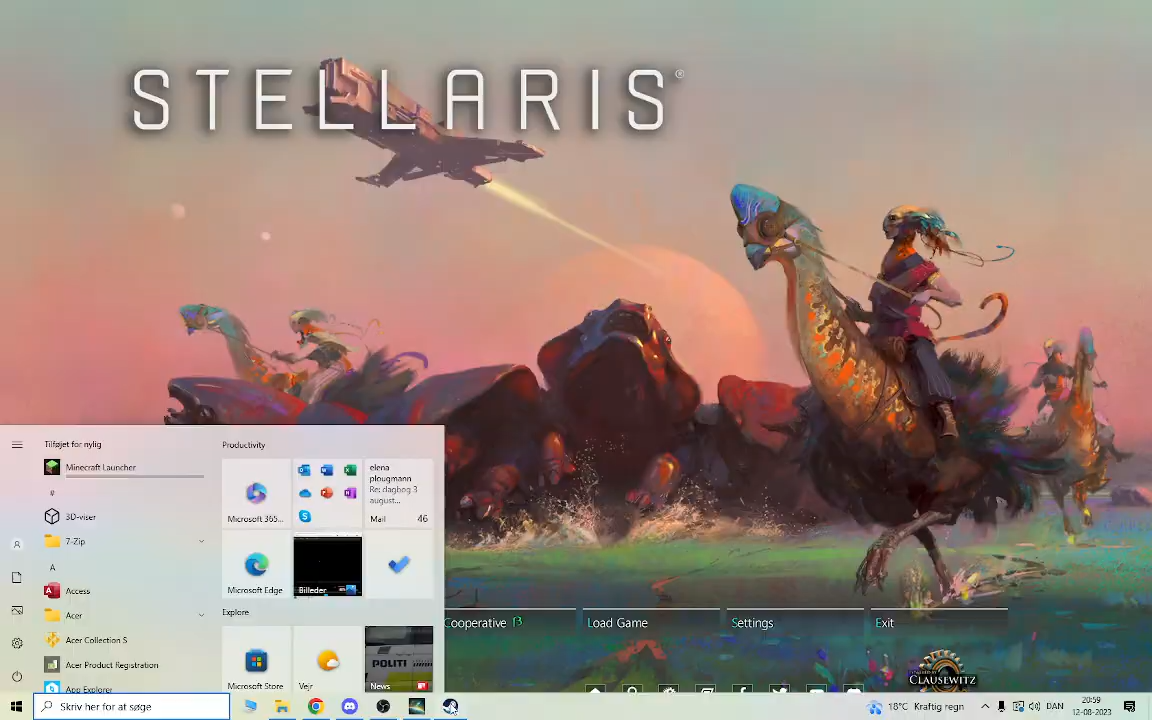 STELLARIS®
Tilføjet for nylig
Minecraft Launcher
#
3D-viser
7-Zip
A
Access
Acer
Acer Collection S
Acer Product Registration
App Explorer
Productivity
Microsoft 365...
elena
plougmann
Re: dagbog 3
august...
Mail 46
Microsoft Edge
Billeder
Explore
Microsoft Store
Vejr
POLITI
News
Cooperative 13
Load Game
Settings
Exit
CLAUSEWITZ
Skriv her for at søge
18°C Kraftig regn
DAN
20:59
12-08-2023